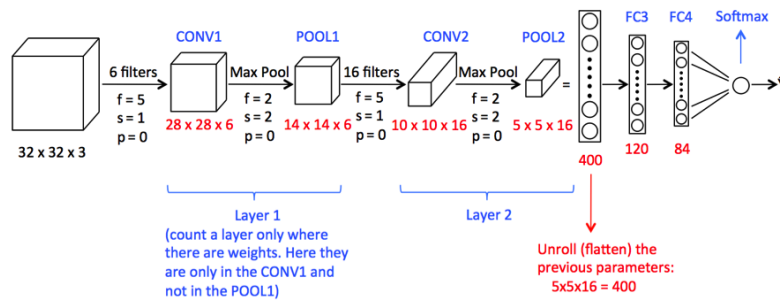 CONV1
POOL1
CONV2
POOL2
FC3
FC4
Softmax
6 filters
f = 5
s = 1
p = 0
Max Pool
f = 2
s = 2
p = 0
16 filters
f = 5
s = 1
p = 0
Max Pool
f = 2
s = 2
p = 0
=
32 x 32 x 3
28 x 28 x 6
14 x 14 x 6
10 x 10 x 16
5 x 5 x 16
400
120
84
Layer 1
(count a layer only where
there are weights. Here they
are only in the CONV1 and
not in the POOL1)
Layer 2
Unroll (flatten) the
previous parameters:
5x5x16 = 400